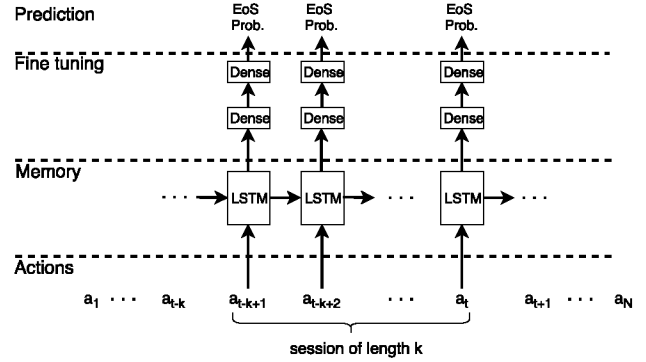 Prediction
EoS Prob. EoS Prob. EoS Prob.
Fine tuning
Dense Dense Dense
Dense Dense Dense
Memory
· · · LSTM LSTM · · · LSTM · · ·
Actions
a1 · · · at-k at-k+1 at-k+2 · · · at at+1 · · · aN
session of length k